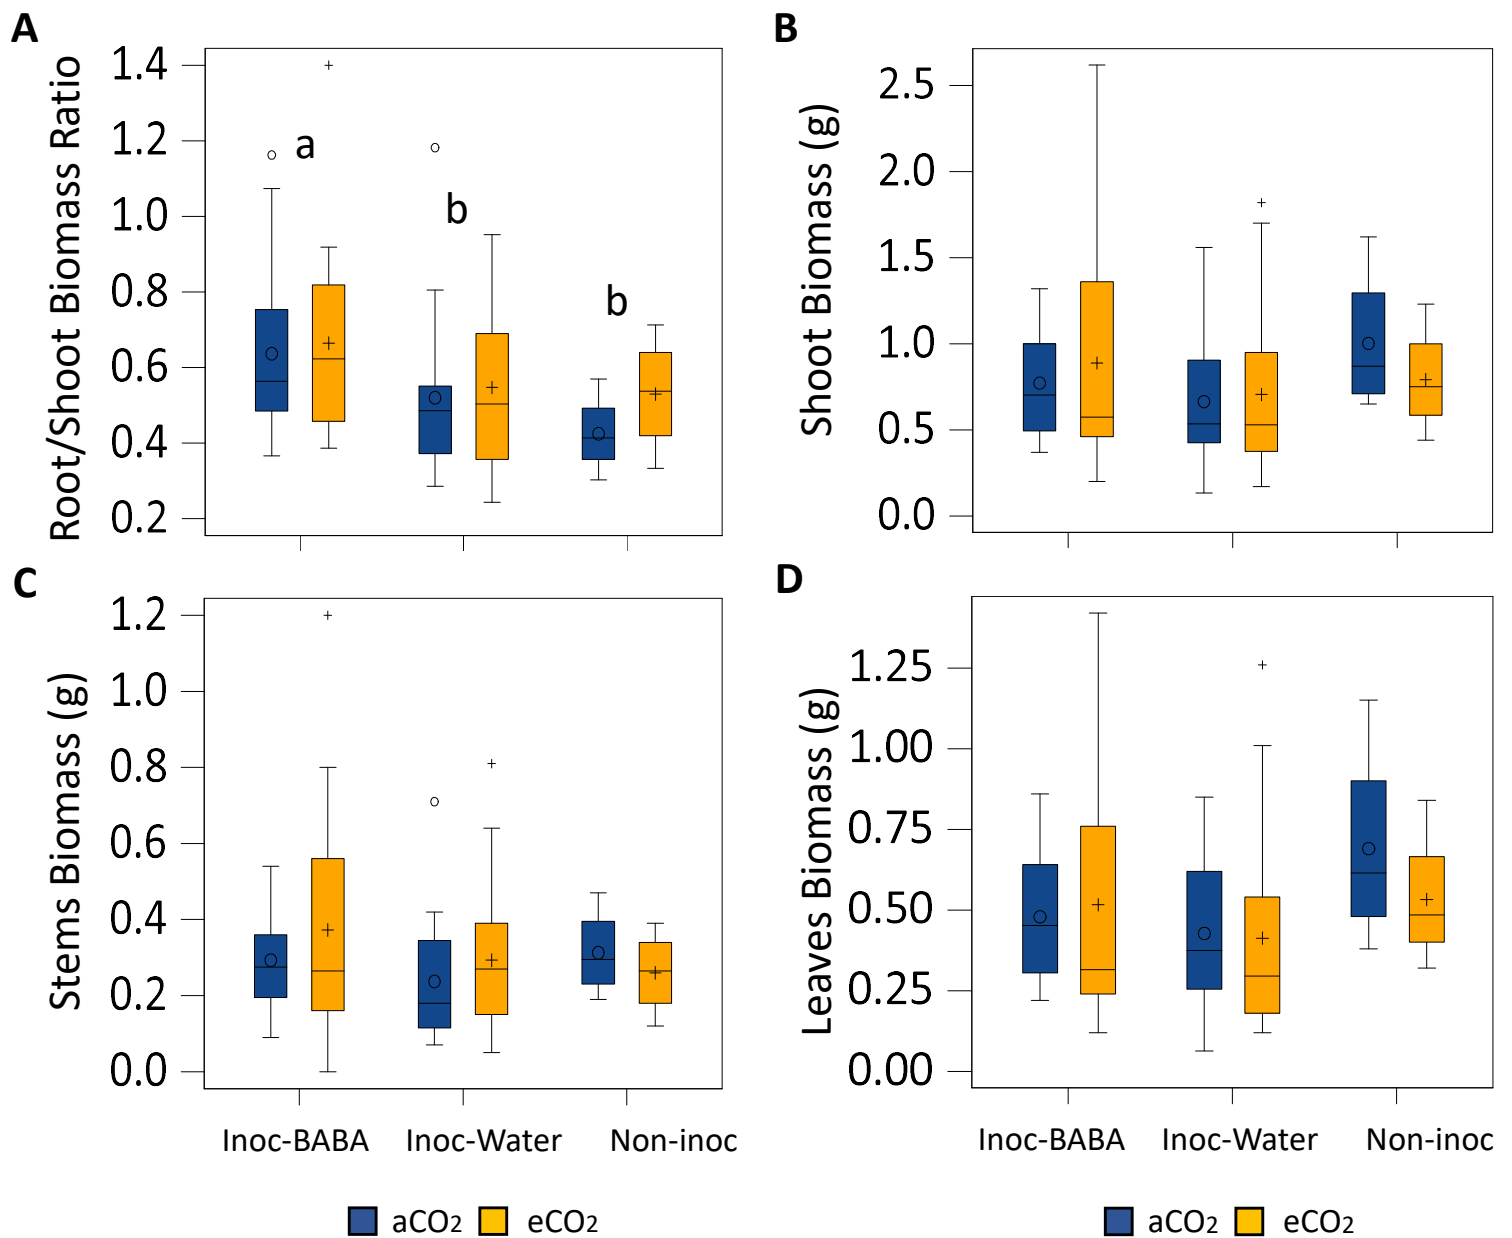 A
Root/Shoot Biomass Ratio
1.4
1.2
1.0
0.8
0.6
0.4
0.2
a
b
b
B
Shoot Biomass (g)
2.5
2.0
1.5
1.0
0.5
0.0
C
Stems Biomass (g)
1.2
1.0
0.8
0.6
0.4
0.2
0.0
Inoc-BABA Inoc-Water Non-inoc
aCO2 eCO2
D
Leaves Biomass (g)
1.25
1.00
0.75
0.50
0.25
0.00
Inoc-BABA Inoc-Water Non-inoc
aCO2 eCO2